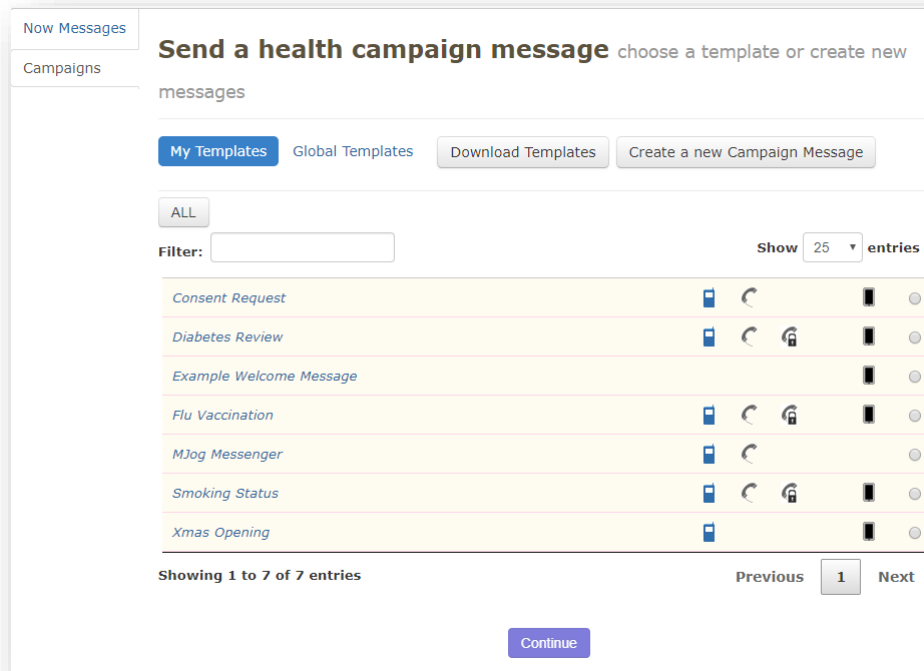 Now Messages
Campaigns
Send a health campaign message choose a template or create new
messages
My Templates Global Templates Download Templates Create a new Campaign Message
ALL
Filter: Show 25 entries
Consent Request
Diabetes Review
Example Welcome Message
Flu Vaccination
MJog Messenger
Smoking Status
Xmas Opening
Showing 1 to 7 of 7 entries Previous 1 Next
Continue